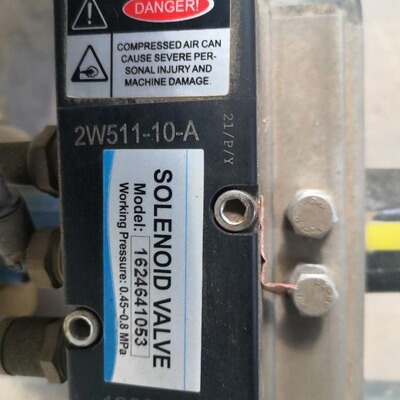 DANGER!
COMPRESSED AIR CAN
CAUSE SEVERE PER-
SONAL INJURY AND
MACHINE DAMAGE.
2W511-10-A
21/P/Y
SOLENOID VALVE
Model: 1624641053
Working Pressure: 0.45~0.8 MPa